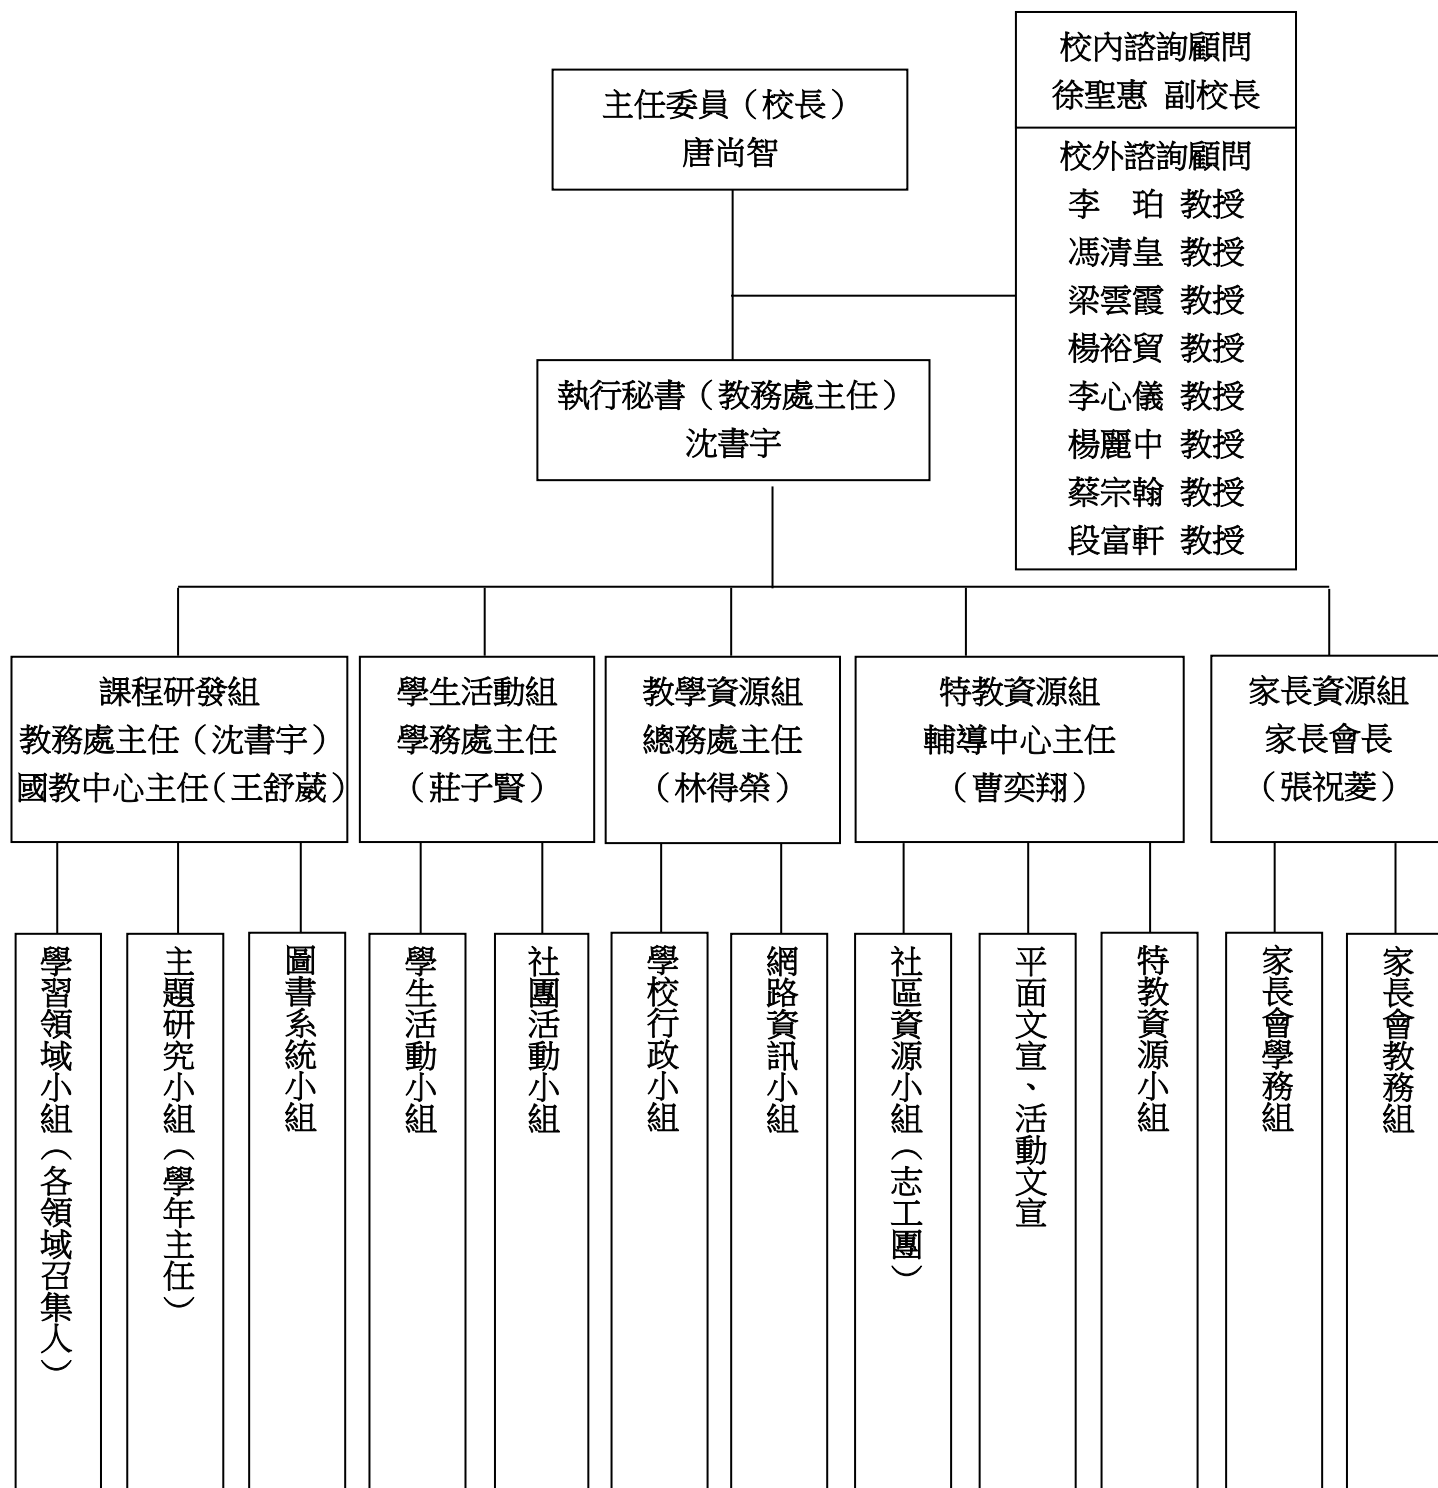 主任委員（校長）
唐尚智
校內諮詢顧問
徐聖惠 副校長
校外諮詢顧問
李　珀 教授
馮清皇 教授
梁雲霞 教授
楊裕貿 教授
李心儀 教授
楊麗中 教授
蔡宗翰 教授
段富軒 教授
執行秘書（教務處主任）
沈書宇
課程研發組
教務處主任（沈書宇）
國教中心主任（王舒葳）
學生活動組
學務處主任
（莊子賢）
教學資源組
總務處主任
（林得榮）
特教資源組
輔導中心主任
（曹奕翔）
家長資源組
家長會長
（張祝菱）
學習領域小組（各領域召集人）
主題研究小組（學年主任）
圖書系統小組
學生活動小組
社團活動小組
學校行政小組
網路資訊小組
社區資源小組（志工團）
平面文宣、活動文宣
特教資源小組
家長會學務組
家長會教務組